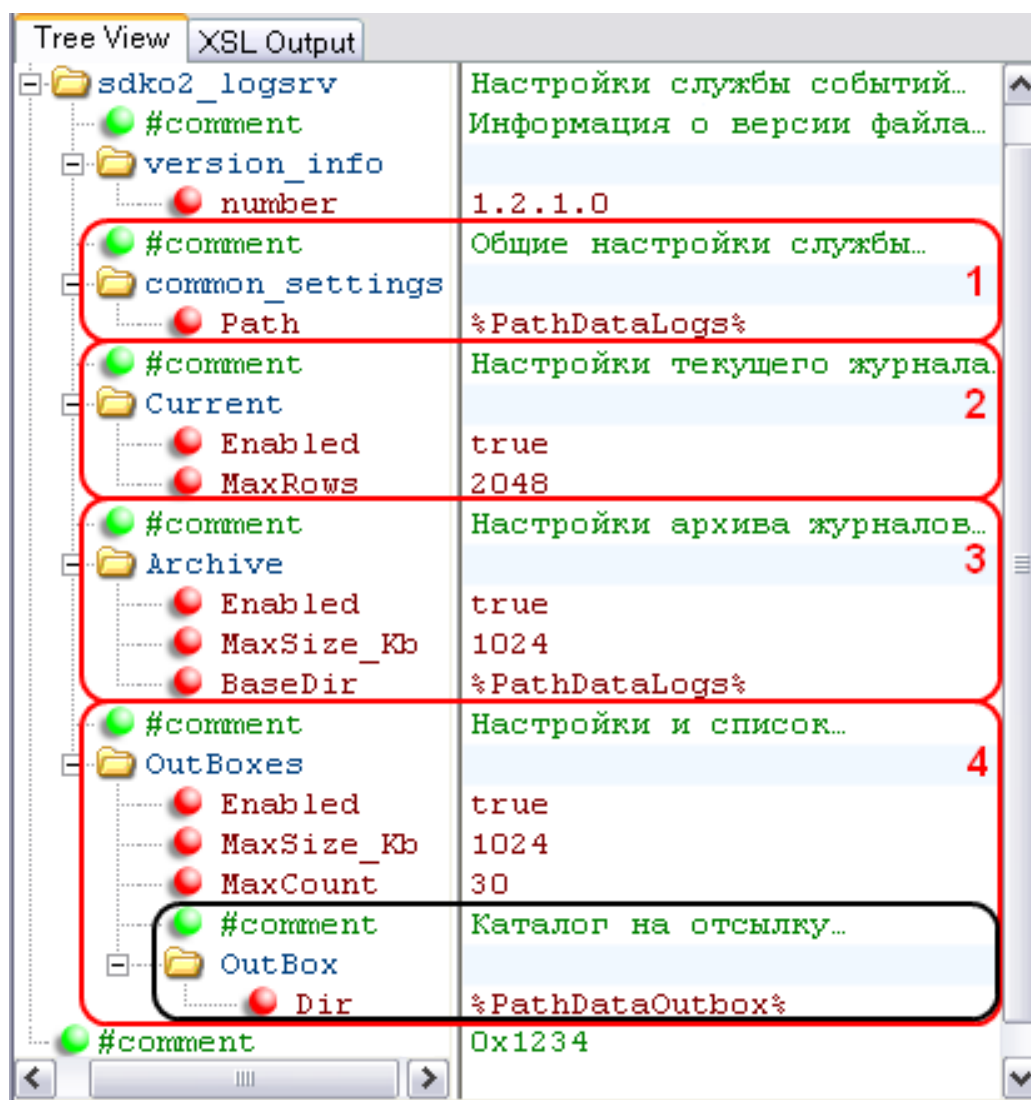 Tree View XSL Output
sdko2_logsrv Настройки службы событий…
#comment Информация о версии файла…
version_info
number 1.2.1.0
#comment Общие настройки службы…
common_settings 1
Path %PathDataLogs%
#comment Настройки текущего журнала.
Current 2
Enabled true
MaxRows 2048
#comment Настройки архива журналов…
Archive 3
Enabled true
MaxSize_Kb 1024
BaseDir %PathDataLogs%
#comment Настройки и список…
OutBoxes 4
Enabled true
MaxSize_Kb 1024
MaxCount 30
#comment Каталог на отсылку…
OutBox
Dir %PathDataOutbox%
#comment 0x1234